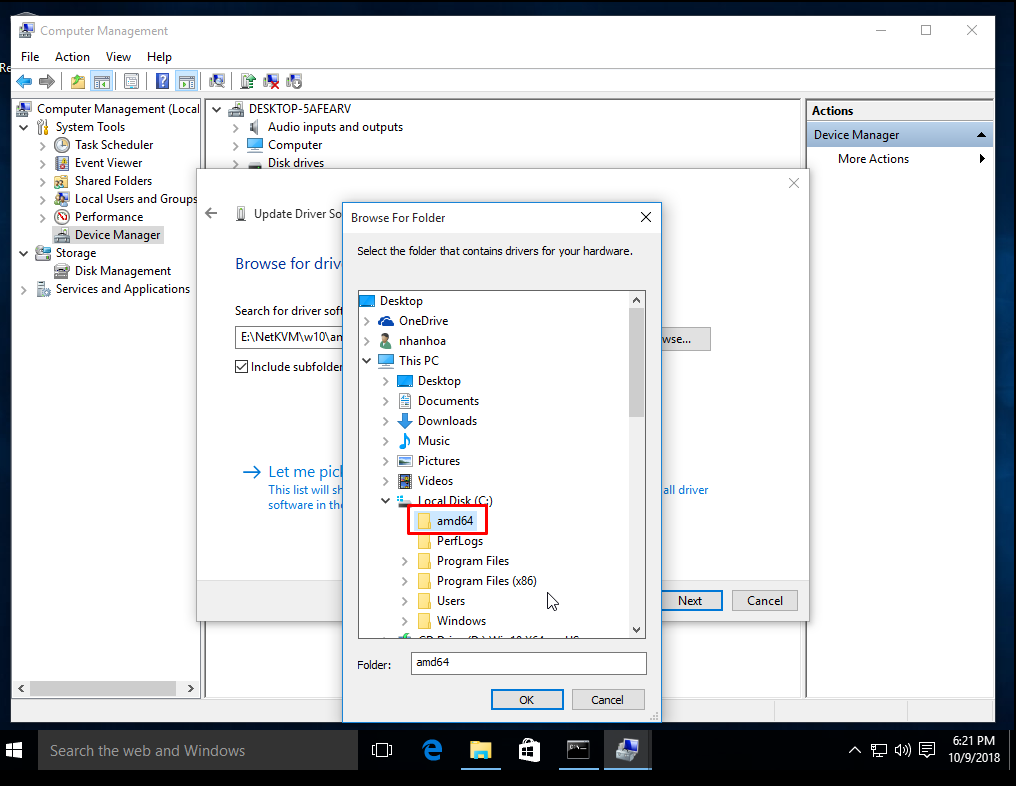 Computer Management
File Action View Help
Re
Computer Management (Local
System Tools
Task Scheduler
Event Viewer
Shared Folders
Local Users and Groups
Performance
Device Manager
Storage
Disk Management
Services and Applications
DESKTOP-5AFEARV
Audio inputs and outputs
Computer
Disk drives
Actions
Device Manager
More Actions
Update Driver So
Browse for driv
Search for driver soft
E:\NetKVM\w10\am
wse...
Include subfolder
Let me pick
This list will sh
all driver
software in the
Next
Cancel
Browse For Folder
Select the folder that contains drivers for your hardware.
Desktop
OneDrive
nhanhoa
This PC
Desktop
Documents
Downloads
Music
Pictures
Videos
Local Disk (C:)
amd64
PerfLogs
Program Files
Program Files (x86)
Users
Windows
Folder: amd64
OK Cancel
Search the web and Windows
6:21 PM
10/9/2018